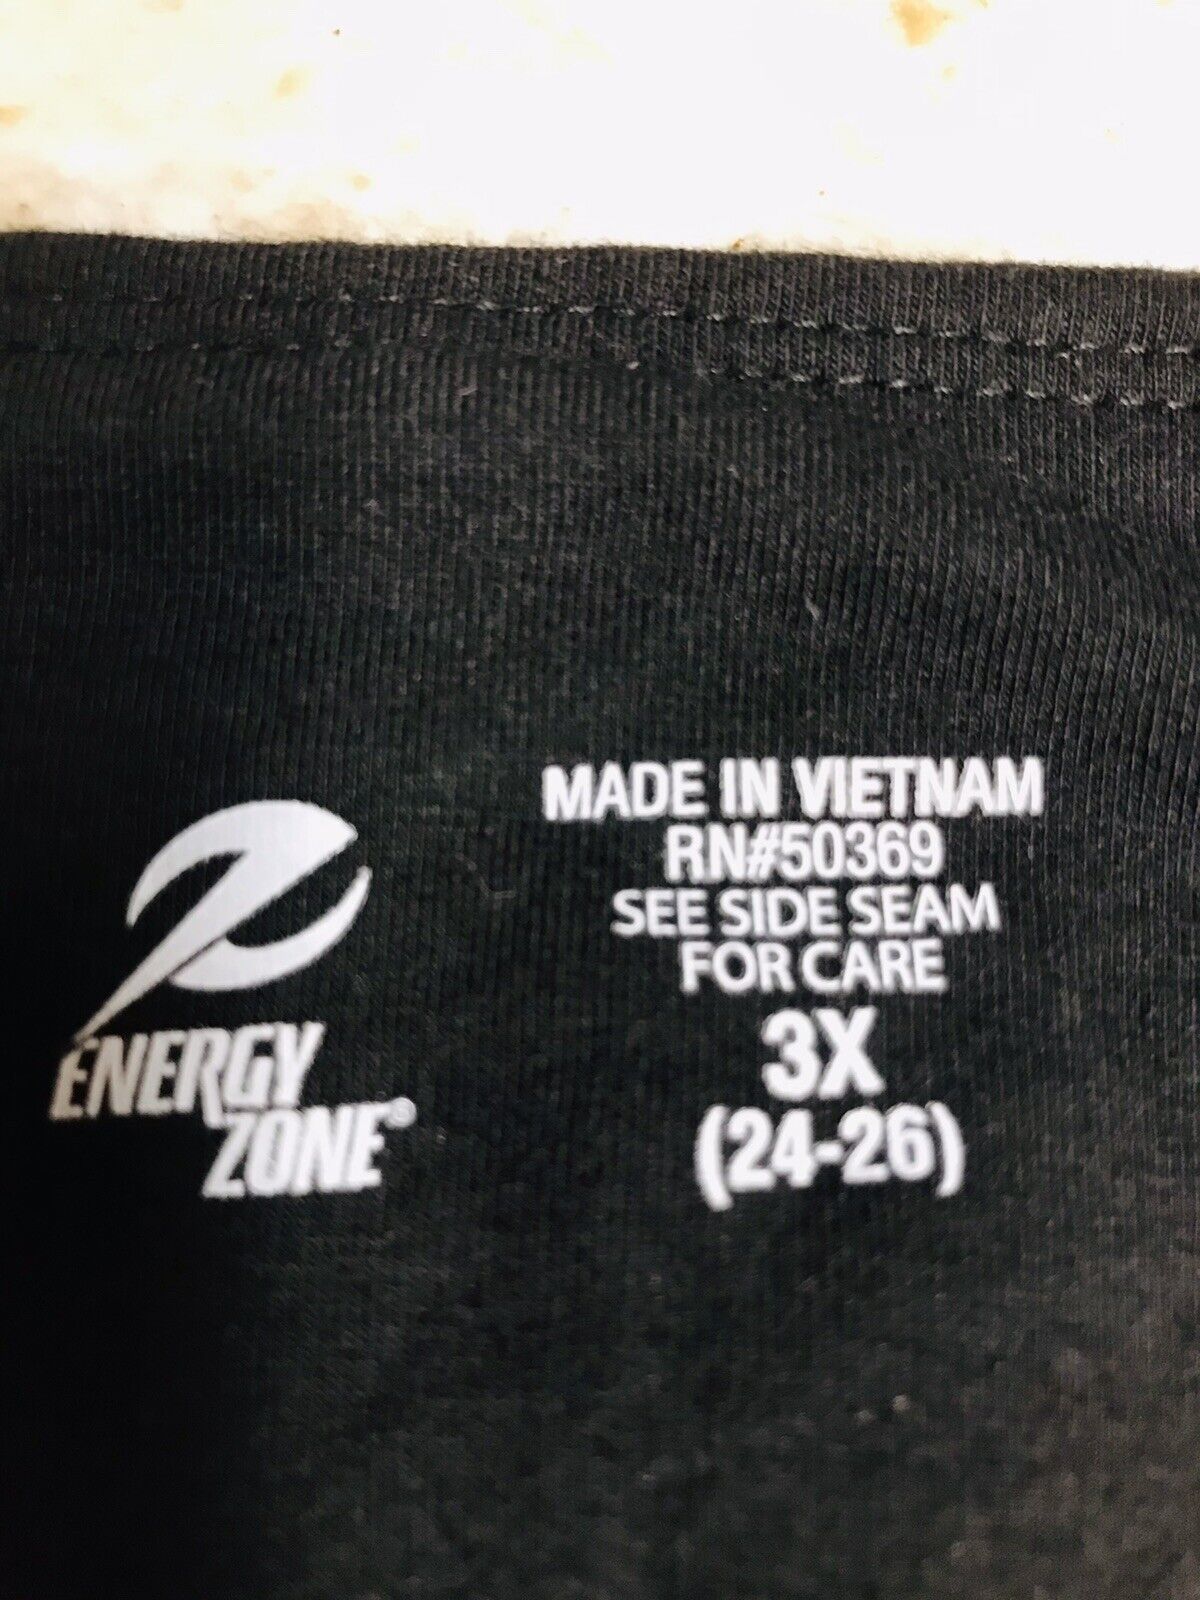 ENERGY
ZONE®
MADE IN VIETNAM
RN#50369
SEE SIDE SEAM
FOR CARE
3X
(24-26)